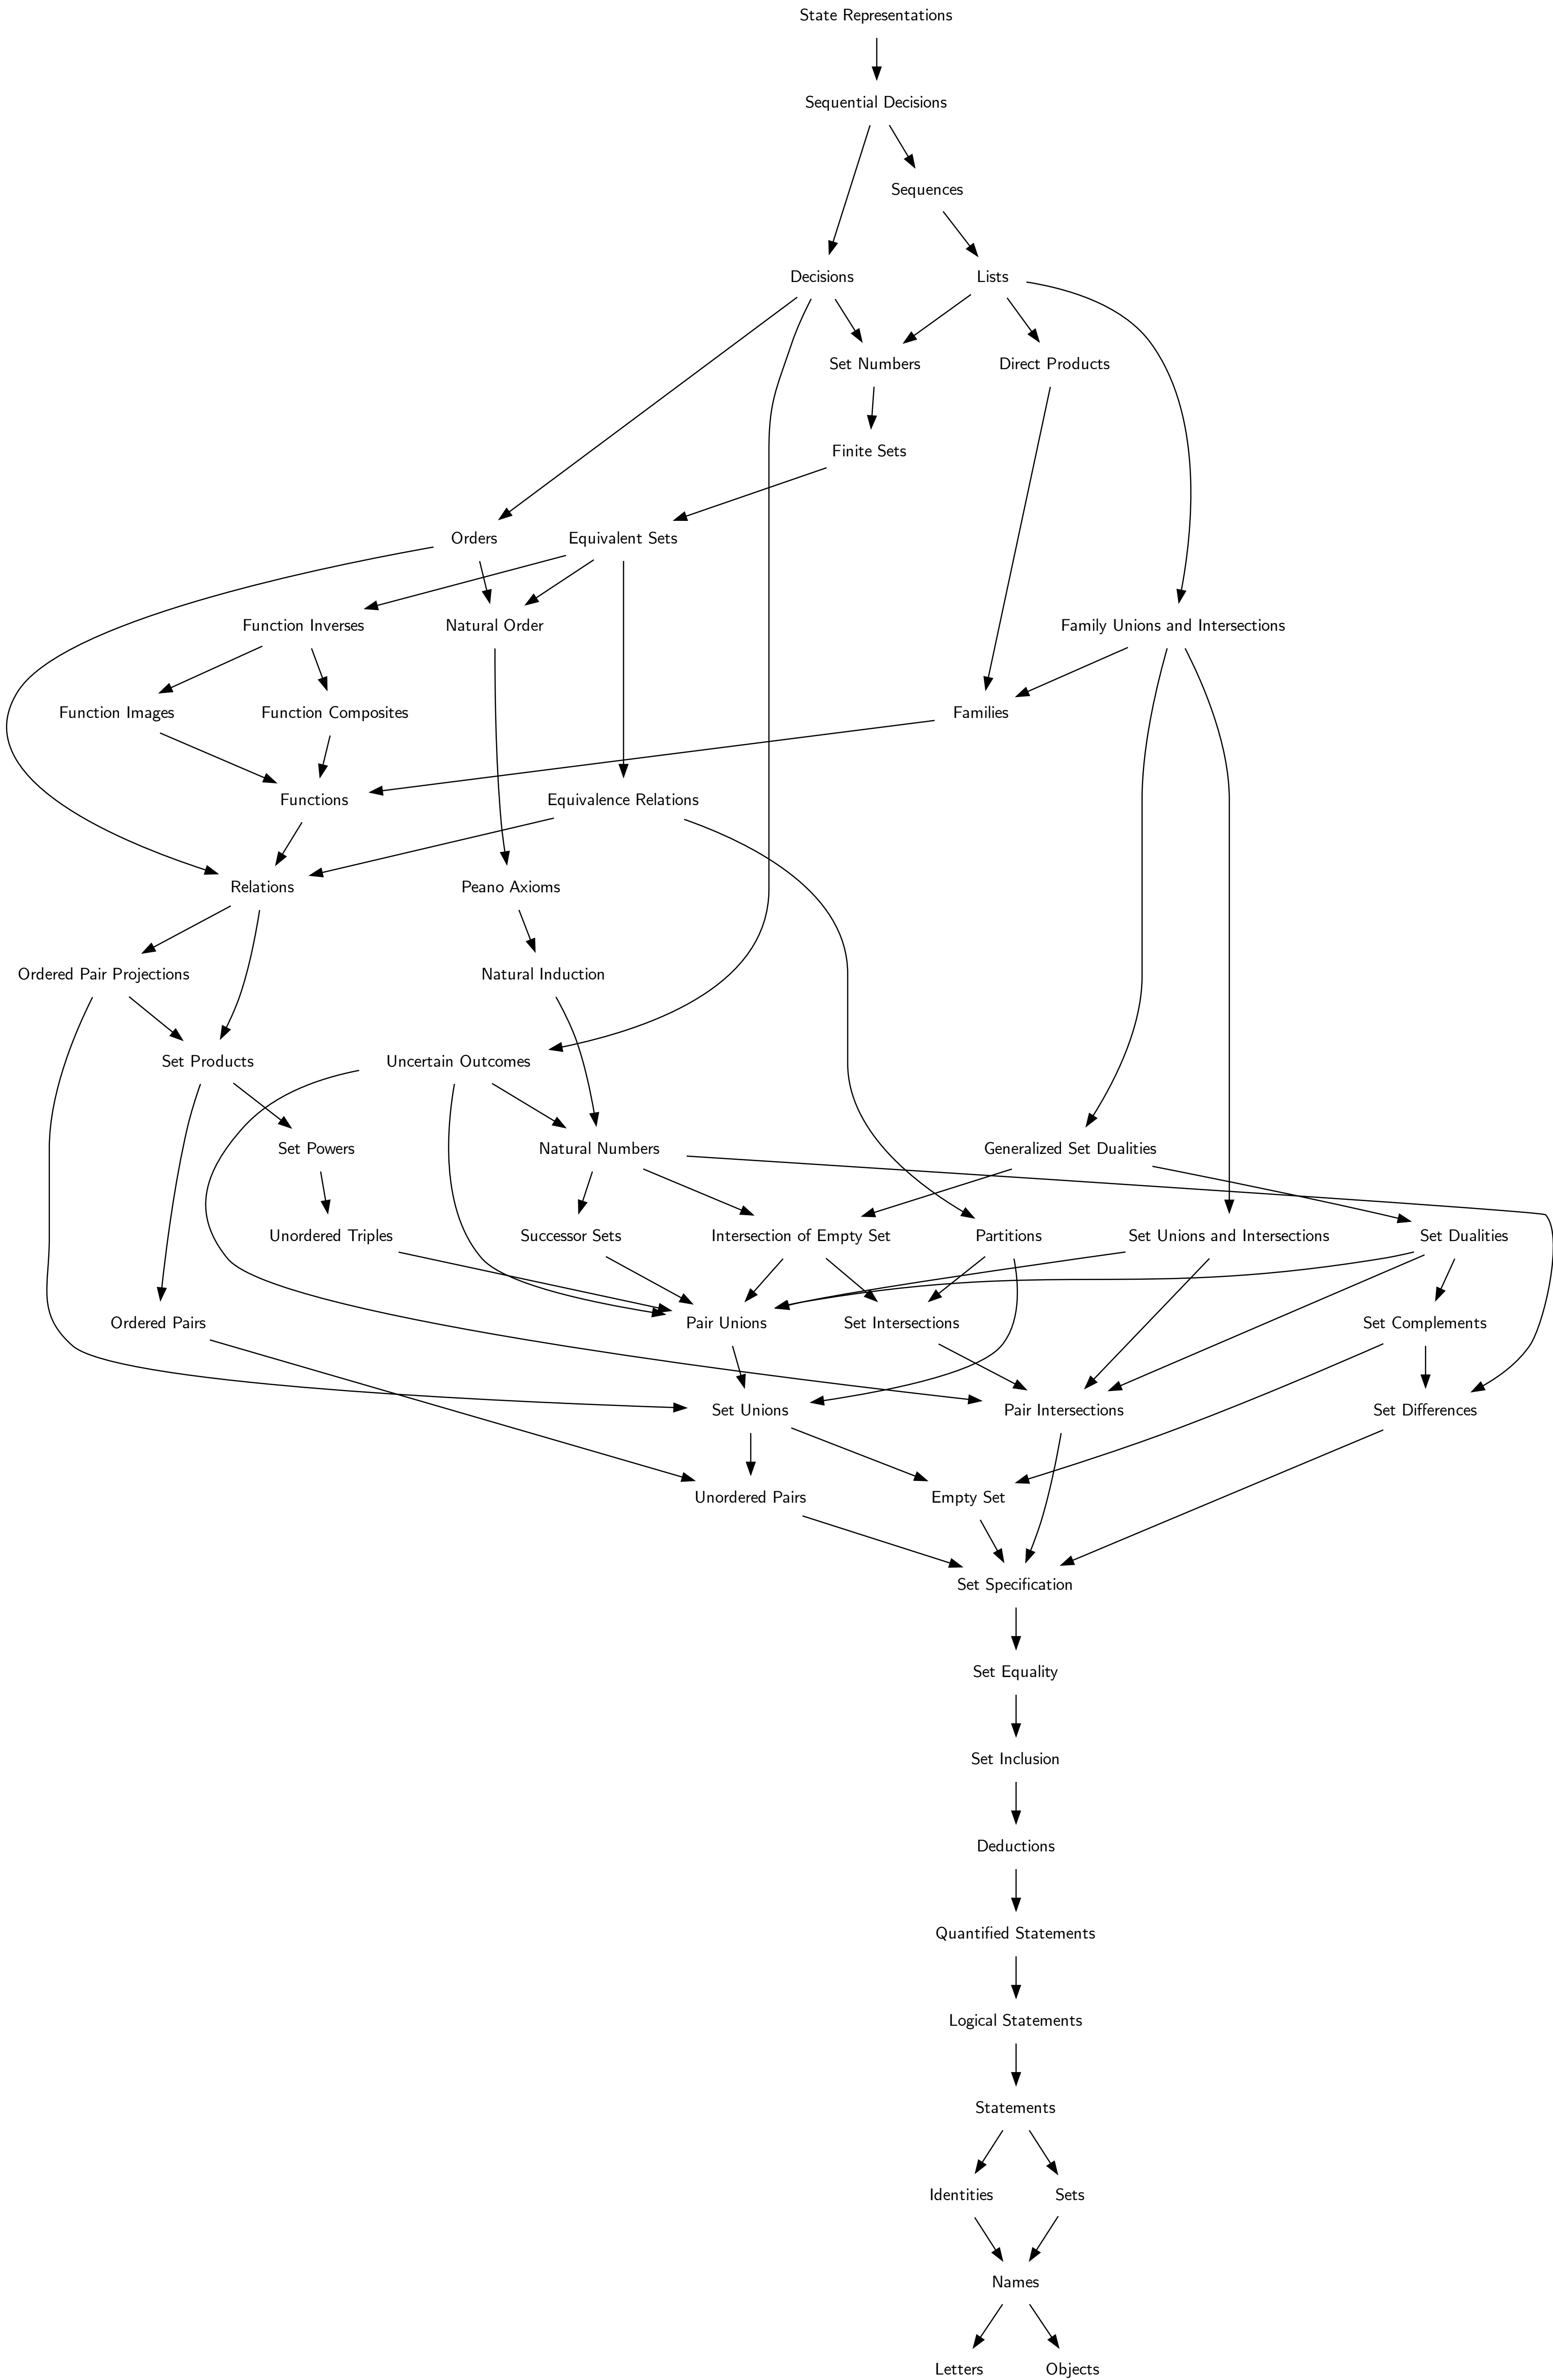 State Representations
Sequential Decisions
Sequences
Decisions
Lists
Set Numbers
Direct Products
Finite Sets
Orders
Equivalent Sets
Function Inverses
Natural Order
Family Unions and Intersections
Function Images
Function Composites
Families
Functions
Equivalence Relations
Relations
Peano Axioms
Ordered Pair Projections
Natural Induction
Set Products
Uncertain Outcomes
Set Powers
Natural Numbers
Generalized Set Dualities
Unordered Triples
Successor Sets
Intersection of Empty Set
Partitions
Set Unions and Intersections
Set Dualities
Ordered Pairs
Pair Unions
Set Intersections
Set Complements
Set Unions
Pair Intersections
Set Differences
Unordered Pairs
Empty Set
Set Specification
Set Equality
Set Inclusion
Deductions
Quantified Statements
Logical Statements
Statements
Identities
Sets
Names
Letters
Objects